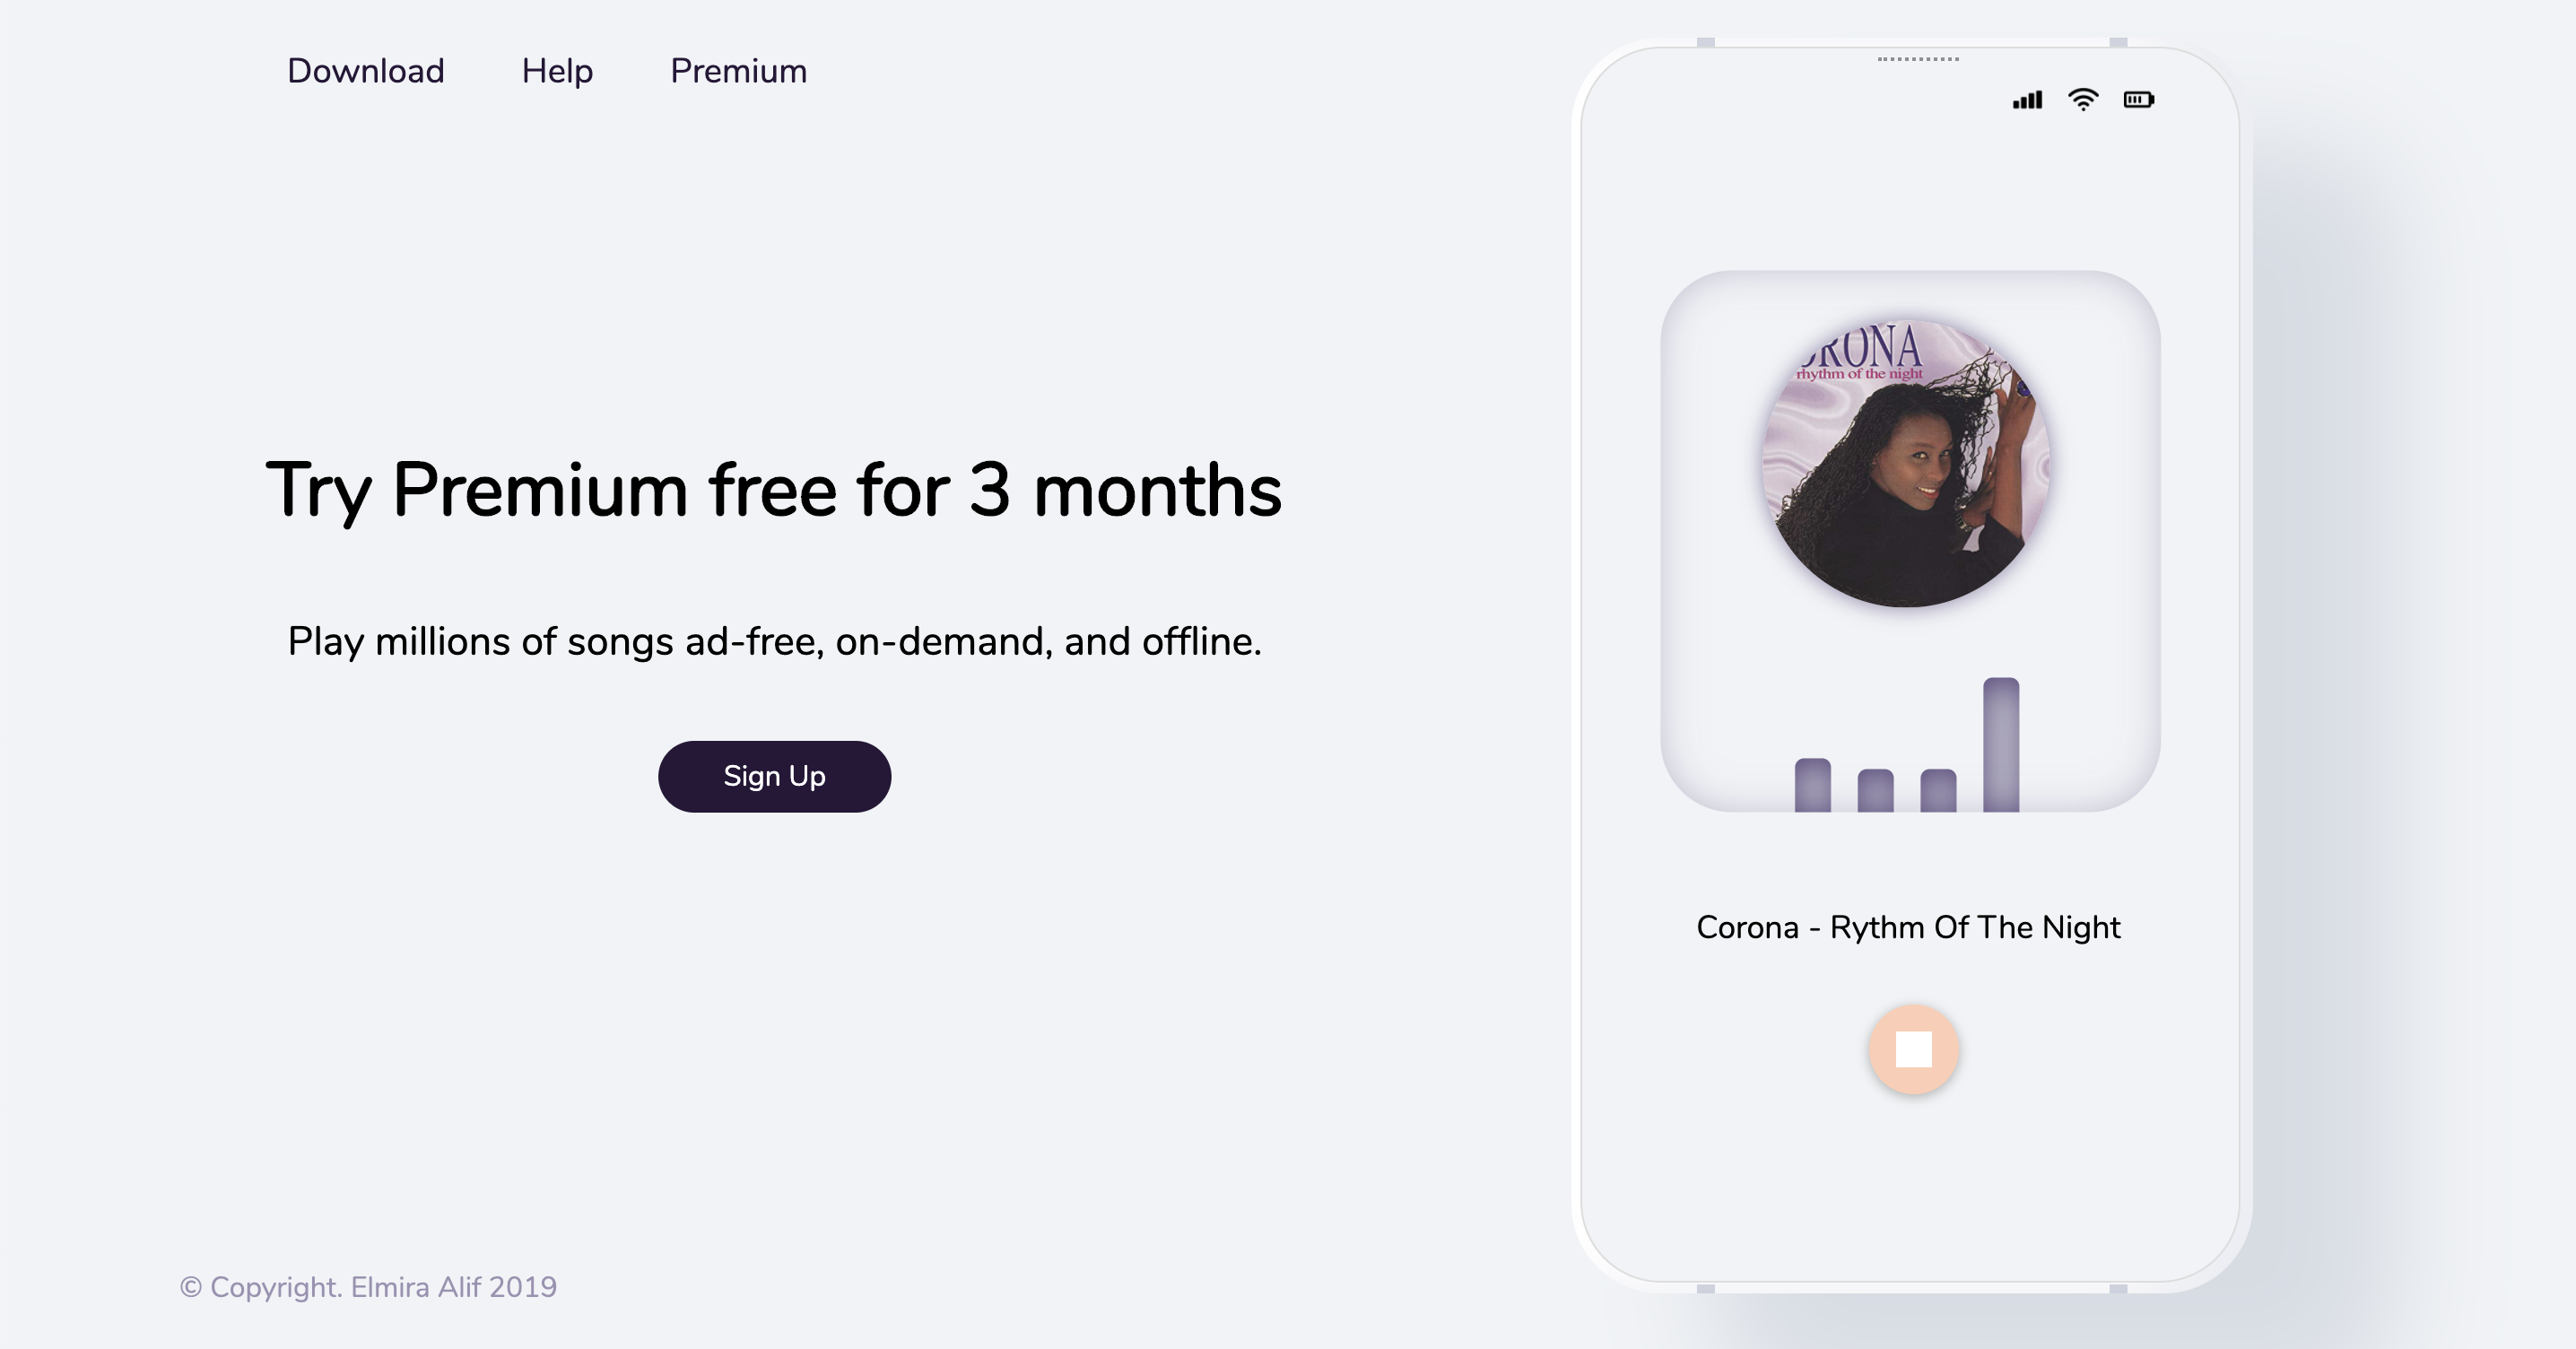 Download Help Premium
Try Premium free for 3 months
Play millions of songs ad-free, on-demand, and offline.
Sign Up
© Copyright. Elmira Alif 2019
RONA
rhythm of the night
Corona - Rythm Of The Night